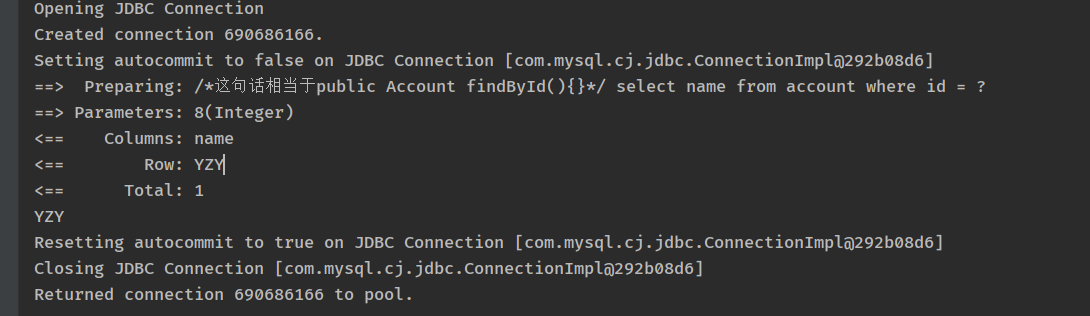 Opening JDBC Connection
Created connection 690686166.
Setting autocommit to false on JDBC Connection [com.mysql.cj.jdbc.ConnectionImpl@292b08d6]
==>  Preparing: /*这句话相当于public Account findById(){}*/ select name from account where id = ?
==> Parameters: 8(Integer)
<==    Columns: name
<==        Row: YZY
<==      Total: 1
YZY
Resetting autocommit to true on JDBC Connection [com.mysql.cj.jdbc.ConnectionImpl@292b08d6]
Closing JDBC Connection [com.mysql.cj.jdbc.ConnectionImpl@292b08d6]
Returned connection 690686166 to pool.